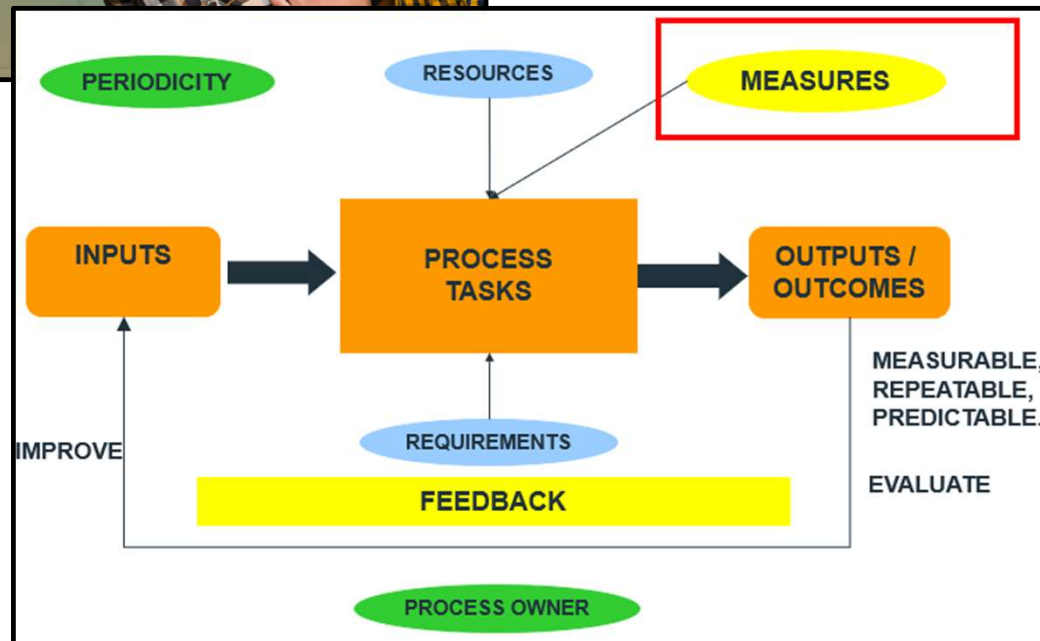 PERIODICITY
RESOURCES
MEASURES
INPUTS
PROCESS
TASKS
OUTPUTS /
OUTCOMES
MEASURABLE,
REPEATABLE,
PREDICTABLE.
IMPROVE
REQUIREMENTS
FEEDBACK
EVALUATE
PROCESS OWNER